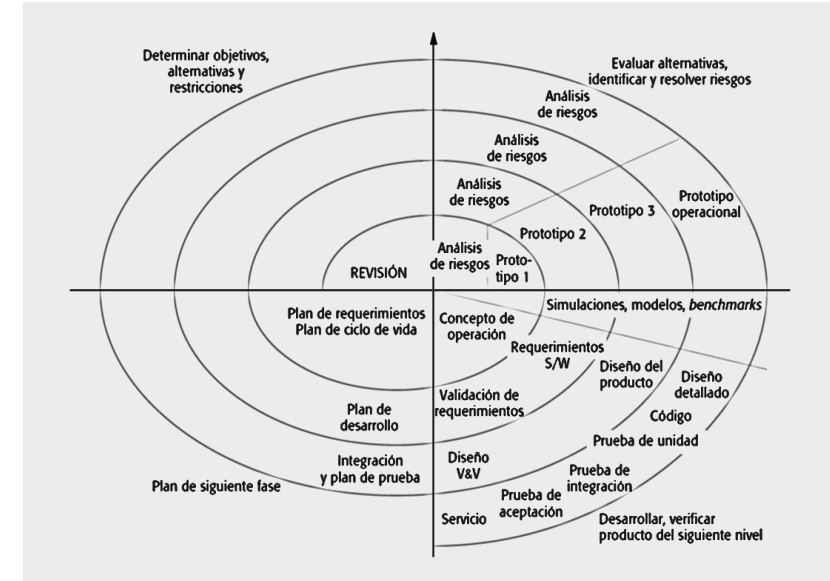 Determinar objetivos,
alternativas y
restricciones
Evaluar alternativas,
identificar y resolver riesgos
Análisis
de riesgos
Análisis
de riesgos
Análisis
de riesgos
Análisis
de riesgos
Proto-
tipo 1
Prototipo 2
Prototipo 3
Prototipo
operacional
REVISIÓN
Plan de requerimientos
Plan de ciclo de vida
Concepto de
operación
Simulaciones, modelos, benchmarks
Requerimientos
S/W
Diseño del
producto
Diseño
detallado
Plan de
desarrollo
Validación de
requerimientos
Código
Prueba de unidad
Integración
y plan de prueba
Diseño
V&V
Prueba de
integración
Plan de siguiente fase
Prueba de
aceptación
Servicio
Desarrollar, verificar
producto del siguiente nivel